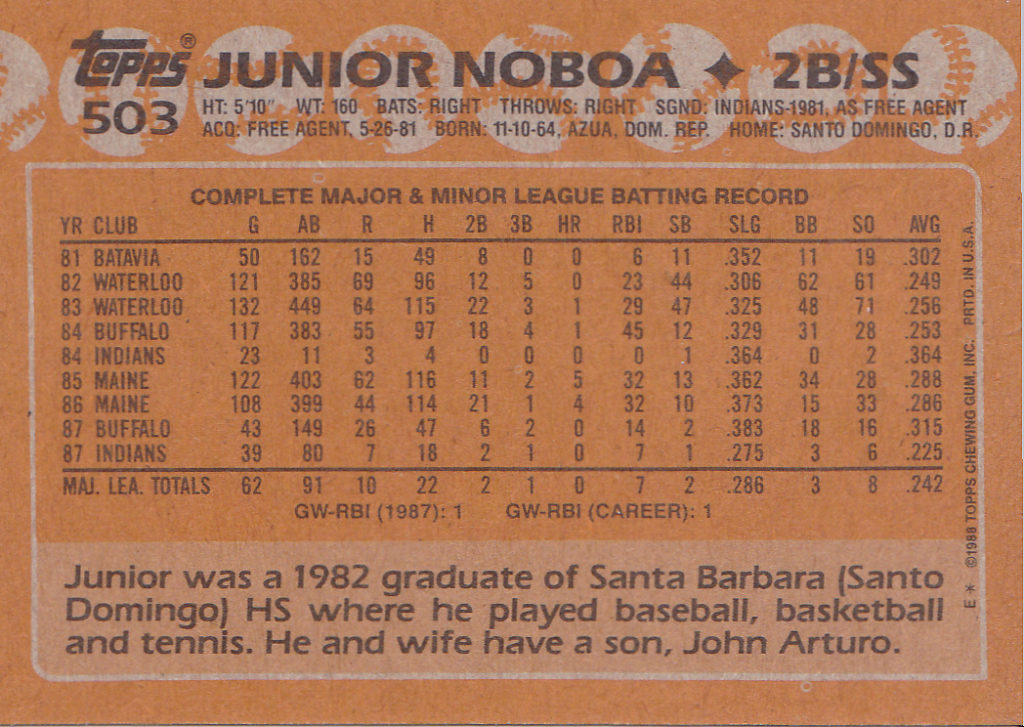 topps® JUNIOR NOBOA ✦ 2B/SS
503
HT: 5'10" WT: 160 BATS: RIGHT THROWS: RIGHT SGND: INDIANS-1981, AS FREE AGENT
ACQ: FREE AGENT, 5-26-81 BORN: 11-10-64, AZUA, DOM. REP. HOME: SANTO DOMINGO, D.R.
COMPLETE MAJOR & MINOR LEAGUE BATTING RECORD
YR CLUB G AB R H 2B 3B HR RBI SB SLG BB SO AVG
81 BATAVIA 50 162 15 49 8 0 0 6 11 .352 11 19 .302
82 WATERLOO 121 385 69 96 12 5 0 23 44 .306 62 61 .249
83 WATERLOO 132 449 64 115 22 3 1 29 47 .325 48 71 .256
84 BUFFALO 117 383 55 97 18 4 1 45 12 .329 31 28 .253
84 INDIANS 23 11 3 4 0 0 0 0 1 .364 0 2 .364
85 MAINE 122 403 62 116 11 2 5 32 13 .362 34 28 .288
86 MAINE 108 399 44 114 21 1 4 32 10 .373 15 33 .286
87 BUFFALO 43 149 26 47 6 2 0 14 2 .383 18 16 .315
87 INDIANS 39 80 7 18 2 1 0 7 1 .275 3 6 .225
MAJ. LEA. TOTALS 62 91 10 22 2 1 0 7 2 .286 3 8 .242
GW-RBI (1987): 1 GW-RBI (CAREER): 1
Junior was a 1982 graduate of Santa Barbara (Santo
Domingo) HS where he played baseball, basketball
and tennis. He and wife have a son, John Arturo.
E * ©1988 TOPPS CHEWING GUM, INC. PRTD. IN U.S.A.